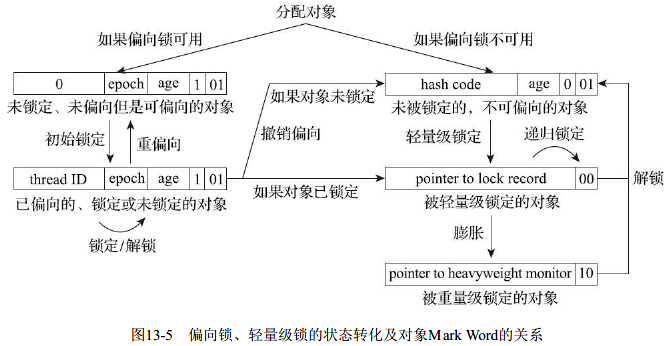 分配对象
如果偏向锁可用
如果偏向锁不可用
0 epoch age 1 01
未锁定、未偏向但是可偏向的对象
hash code age 0 01
未被锁定的，不可偏向的对象
如果对象未锁定
初始锁定
重偏向
撤销偏向
轻量级锁定
递归锁定
thread ID epoch age 1 01
已偏向的、锁定或未锁定的对象
如果对象已锁定
pointer to lock record 00
被轻量级锁定的对象
解锁
锁定/解锁
膨胀
pointer to heavyweight monitor 10
被重量级锁定的对象
图13-5 偏向锁、轻量级锁的状态转化及对象Mark Word的关系